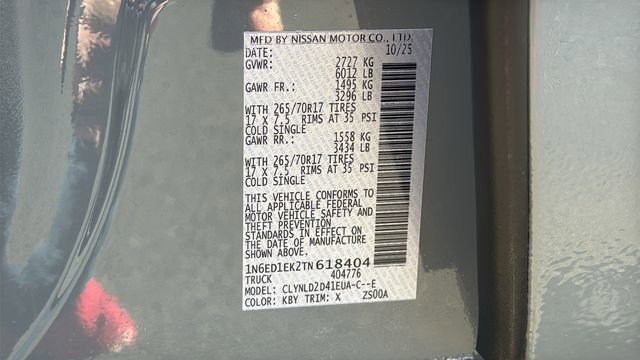 MFD BY NISSAN MOTOR CO., LTD.
DATE: 10/25
GVWR: 2727 KG
6012 LB
GAWR FR.: 1495 KG
3296 LB
WITH 265/70R17 TIRES
17 X 7.5 RIMS AT 35 PSI
COLD SINGLE
GAWR RR.: 1558 KG
3434 LB
WITH 265/70R17 TIRES
17 X 7.5 RIMS AT 35 PSI
COLD SINGLE
THIS VEHICLE CONFORMS TO
ALL APPLICABLE FEDERAL
MOTOR VEHICLE SAFETY AND
THEFT PREVENTION
STANDARDS IN EFFECT ON
THE DATE OF MANUFACTURE
SHOWN ABOVE.
1N6ED1EK2TN618404
TRUCK 404776
MODEL: CLYNLD2D41EUA-C--E
COLOR: KBY TRIM: X ZS00A